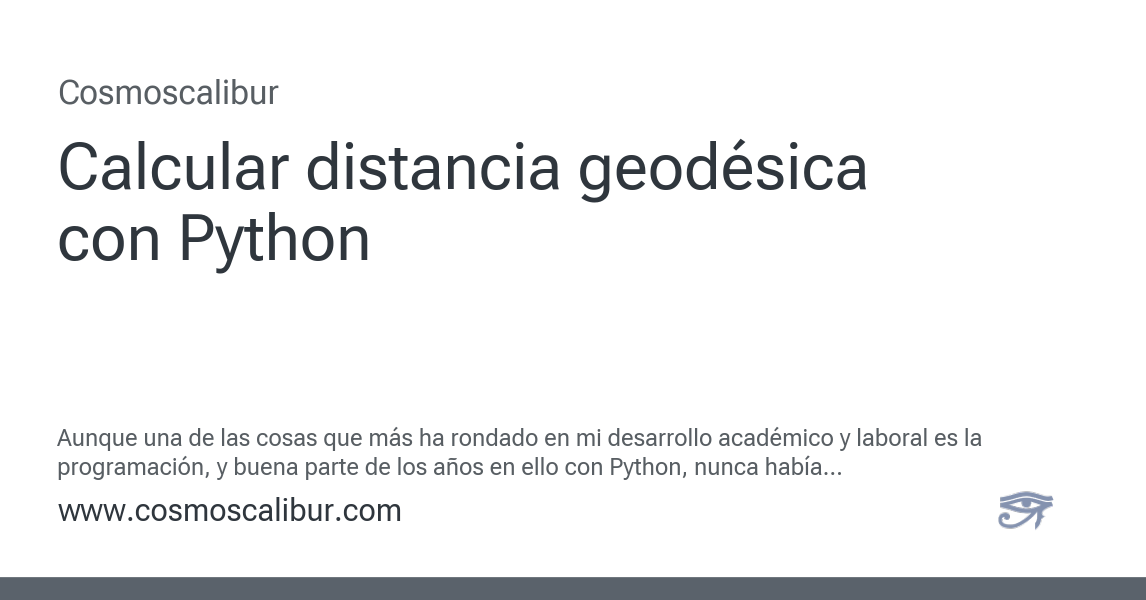 Cosmoscalibur
Calcular distancia geodésica
con Python
Aunque una de las cosas que más ha rondado en mi desarrollo académico y laboral es la
programación, y buena parte de los años en ello con Python, nunca había...
www.cosmoscalibur.com